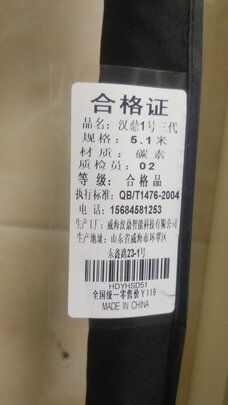 合格证
品名: 汉鼎1号三代
规格: 5.1米
材质: 碳素
质检员: 02
等级: 合格品
执行标准: QB/T1476-2004
电话: 15684581253
生产工厂: 威海汉鼎智能科技有限公司
生产地址: 山东省威海市环翠区
东鑫路23-1号
HDYHSD51
全国统一零售价¥119
MADE IN CHINA